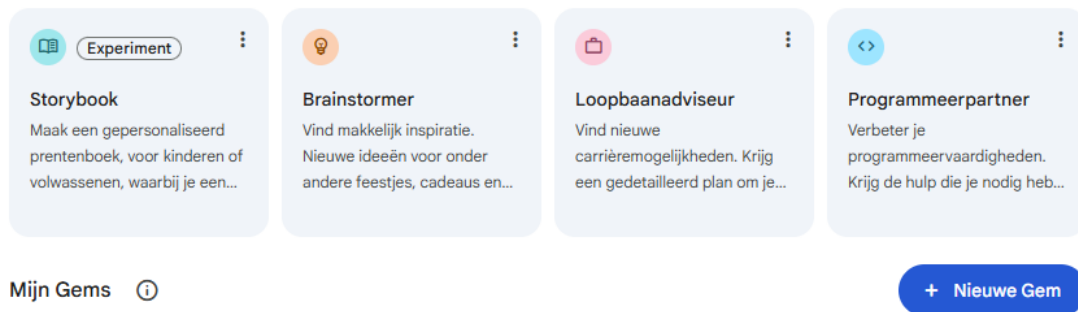 Experiment
Storybook
Maak een gepersonaliseerd
prentenboek, voor kinderen of
volwassenen, waarbij je een...
Brainstormer
Vind makkelijk inspiratie.
Nieuwe ideeën voor onder
andere feestjes, cadeaus en...
Loopbaanadviseur
Vind nieuwe
carrièremogelijkheden. Krijg
een gedetailleerd plan om je...
Programmeerpartner
Verbeter je
programmeervaardigheden.
Krijg de hulp die je nodig heb...
Mijn Gems
+ Nieuwe Gem